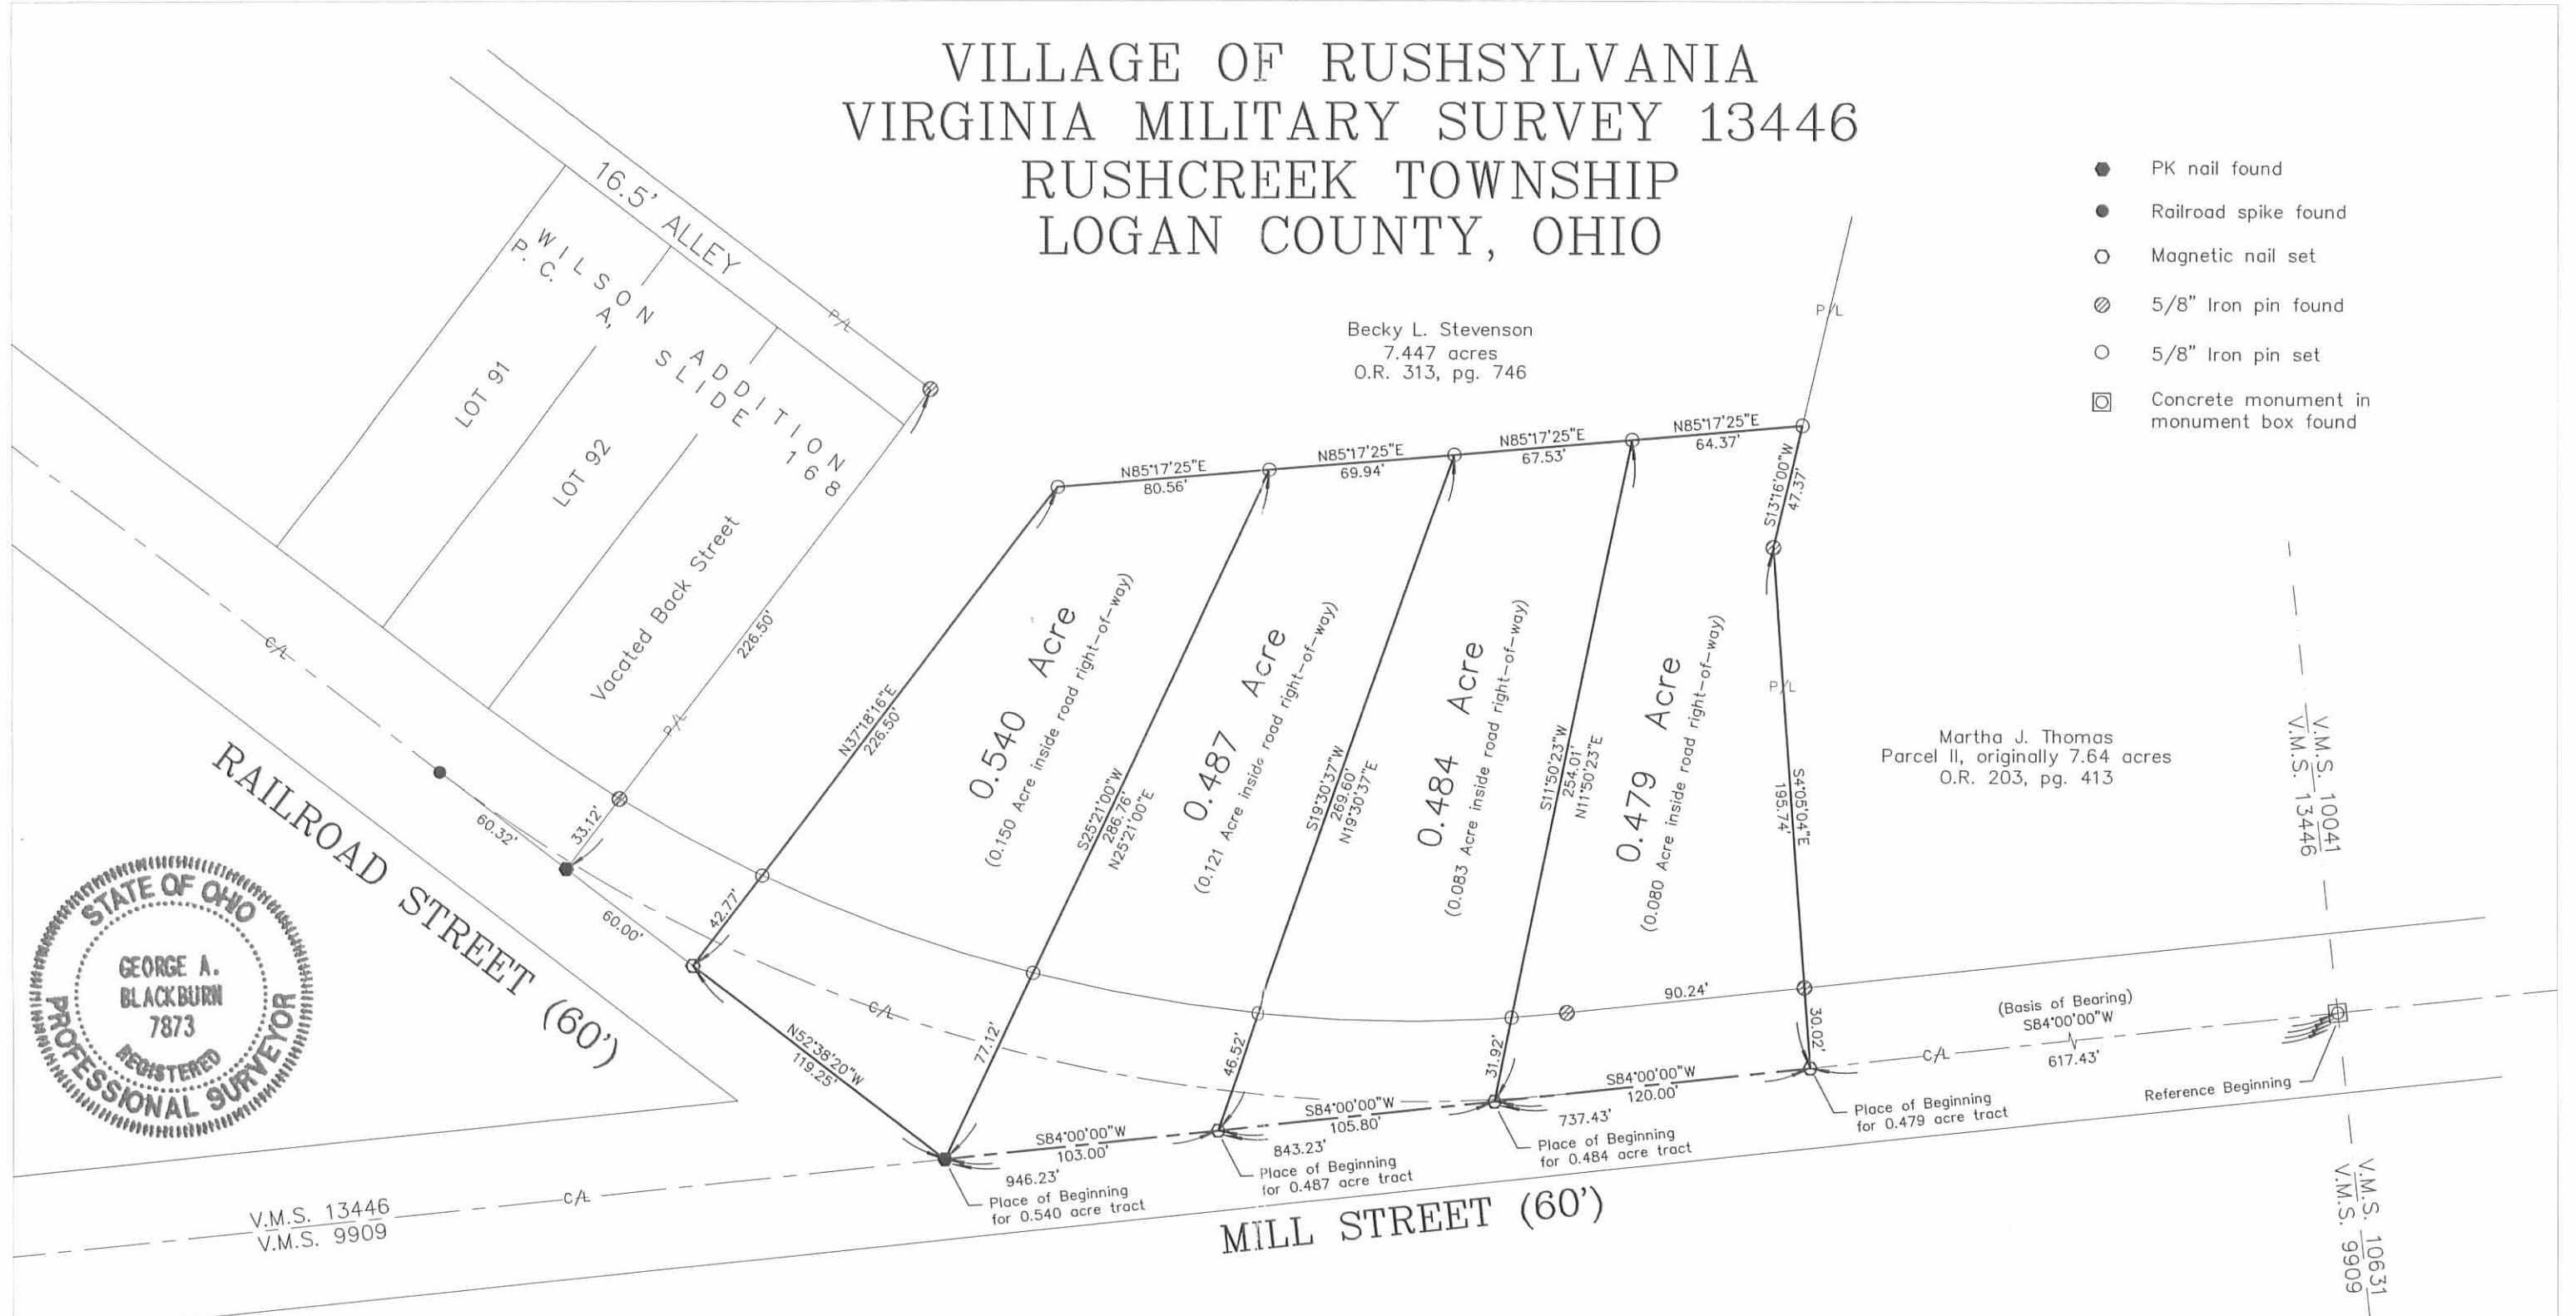 VILLAGE OF RUSHSYLVANIA
VIRGINIA MILITARY SURVEY 13446
RUSHCREEK TOWNSHIP
LOGAN COUNTY, OHIO
PK nail found
Railroad spike found
Magnetic nail set
5/8" Iron pin found
5/8" Iron pin set
Concrete monument in
monument box found
16.5' ALLEY
WILSON ADDITION
P. C. A, SLIDE 168
LOT 91
LOT 92
Vacated Back Street
P/L
226.50'
P/L
33.12'
C/L
60.32'
60.00'
RAILROAD STREET (60')
Becky L. Stevenson
7.447 acres
O.R. 313, pg. 746
P/L
N85°17'25"E
80.56'
N85°17'25"E
69.94'
N85°17'25"E
67.53'
N85°17'25"E
64.37'
S13°16'00"W
47.37'
N37°18'16"E
226.50'
42.77'
0.540 Acre
(0.150 Acre inside road right-of-way)
S25°21'00"W
286.76'
N25°21'00"E
77.12'
0.487 Acre
(0.121 Acre inside road right-of-way)
S19°30'37"W
269.60'
N19°30'37"E
46.52'
0.484 Acre
(0.083 Acre inside road right-of-way)
S11°50'23"W
254.01'
N11°50'23"E
31.92'
0.479 Acre
(0.080 Acre inside road right-of-way)
P/L
S4°05'04"E
195.74'
30.02'
90.24'
Martha J. Thomas
Parcel II, originally 7.64 acres
O.R. 203, pg. 413
V.M.S. 10041
V.M.S. 13446
(Basis of Bearing)
S84°00'00"W
617.43'
C/L
Reference Beginning
N52°38'20"W
119.25'
C/L
S84°00'00"W
103.00'
S84°00'00"W
105.80'
S84°00'00"W
120.00'
946.23'
Place of Beginning
for 0.540 acre tract
843.23'
Place of Beginning
for 0.487 acre tract
737.43'
Place of Beginning
for 0.484 acre tract
Place of Beginning
for 0.479 acre tract
MILL STREET (60')
C/L
V.M.S. 13446
V.M.S. 9909
V.M.S. 10631
V.M.S. 9909
STATE OF OHIO
GEORGE A.
BLACKBURN
7873
REGISTERED
PROFESSIONAL SURVEYOR